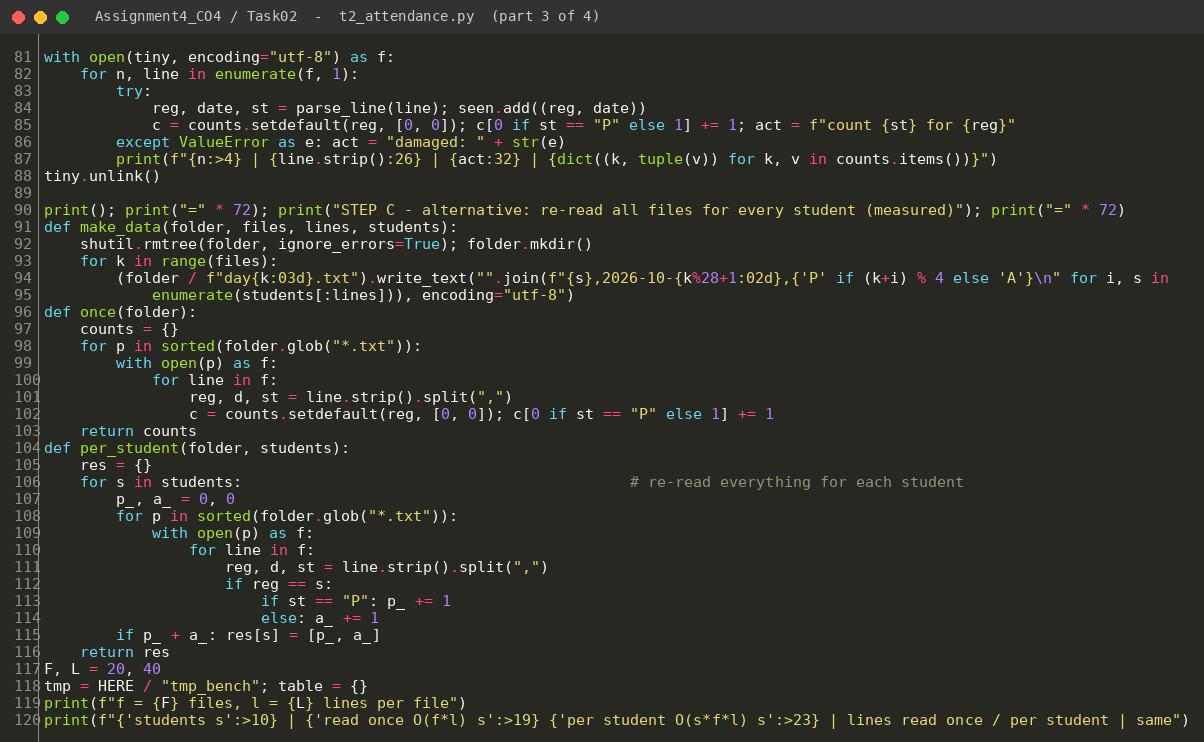 Assignment4_CO4 / Task02  -  t2_attendance.py  (part 3 of 4)
81 with open(tiny, encoding="utf-8") as f:
82     for n, line in enumerate(f, 1):
83         try:
84             reg, date, st = parse_line(line); seen.add((reg, date))
85             c = counts.setdefault(reg, [0, 0]); c[0 if st == "P" else 1] += 1; act = f"count {st} for {reg}"
86         except ValueError as e: act = "damaged: " + str(e)
87         print(f"{n:>4} | {line.strip():26} | {act:32} | {dict((k, tuple(v)) for k, v in counts.items())}")
88 tiny.unlink()
89
90 print(); print("=" * 72); print("STEP C - alternative: re-read all files for every student (measured)"); print("=" * 72)
91 def make_data(folder, files, lines, students):
92     shutil.rmtree(folder, ignore_errors=True); folder.mkdir()
93     for k in range(files):
94         (folder / f"day{k:03d}.txt").write_text("".join(f"{s},2026-10-{k%28+1:02d},{'P' if (k+i) % 4 else 'A'}\n" for i, s in
95             enumerate(students[:lines])), encoding="utf-8")
96 def once(folder):
97     counts = {}
98     for p in sorted(folder.glob("*.txt")):
99         with open(p) as f:
100             for line in f:
101                 reg, d, st = line.strip().split(",")
102                 c = counts.setdefault(reg, [0, 0]); c[0 if st == "P" else 1] += 1
103     return counts
104 def per_student(folder, students):
105     res = {}
106     for s in students:                                           # re-read everything for each student
107         p_, a_ = 0, 0
108         for p in sorted(folder.glob("*.txt")):
109             with open(p) as f:
110                 for line in f:
111                     reg, d, st = line.strip().split(",")
112                     if reg == s:
113                         if st == "P": p_ += 1
114                         else: a_ += 1
115         if p_ + a_: res[s] = [p_, a_]
116     return res
117 F, L = 20, 40
118 tmp = HERE / "tmp_bench"; table = {}
119 print(f"f = {F} files, l = {L} lines per file")
120 print(f"{'students s':>10} | {'read once O(f*l) s':>19} {'per student O(s*f*l) s':>23} | lines read once / per student | same")